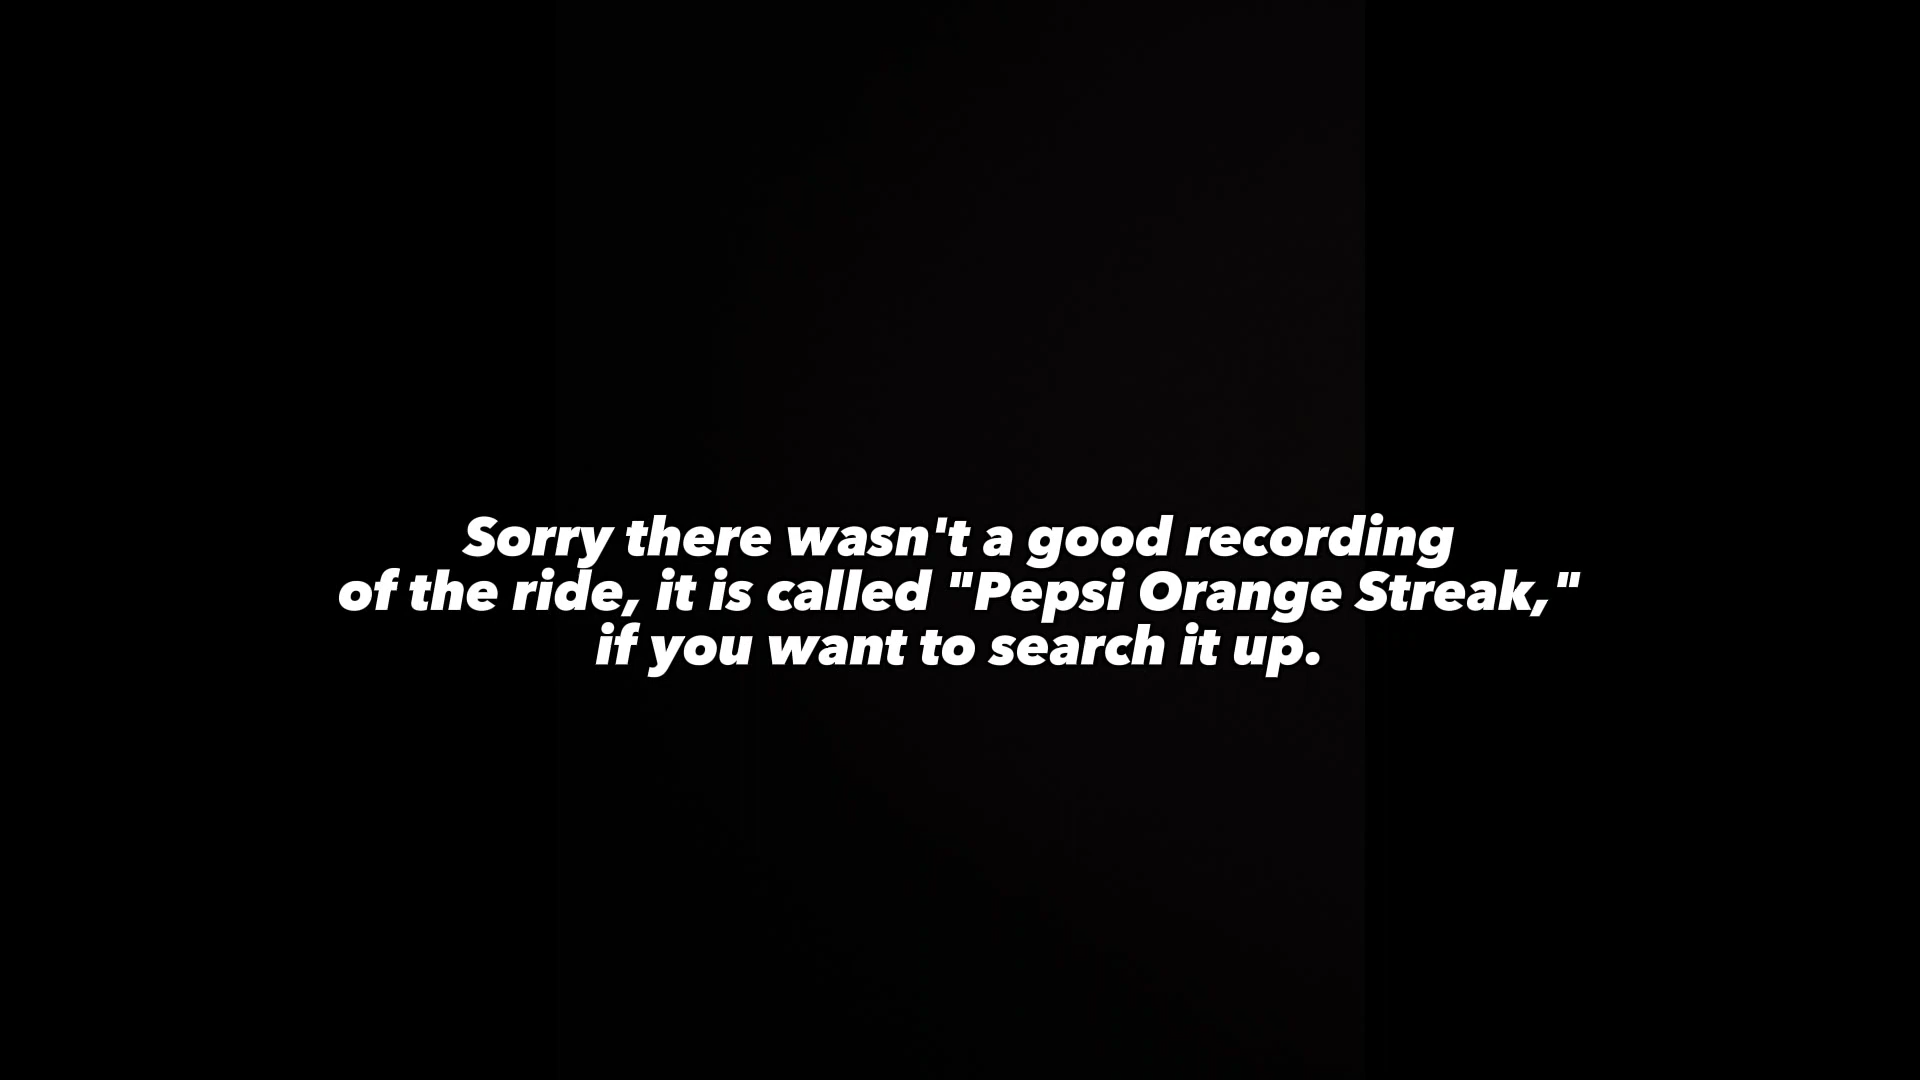 Sorry there wasn't a good recording
of the ride, it is called "Pepsi Orange Streak,"
if you want to search it up.